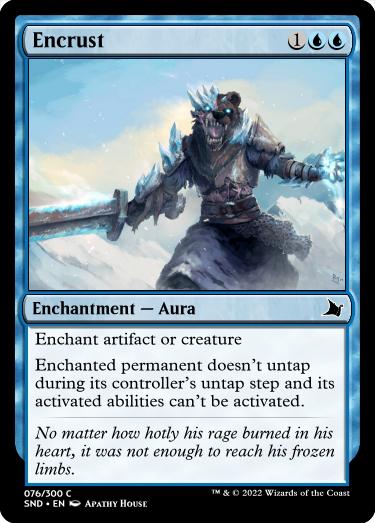 Encrust 1
Enchantment — Aura
Enchant artifact or creature
Enchanted permanent doesn't untap
during its controller's untap step and its
activated abilities can't be activated.
No matter how hotly his rage burned in his
heart, it was not enough to reach his frozen
limbs.
076/300 C
SND • EN Apathy House
™ & © 2022 Wizards of the Coast